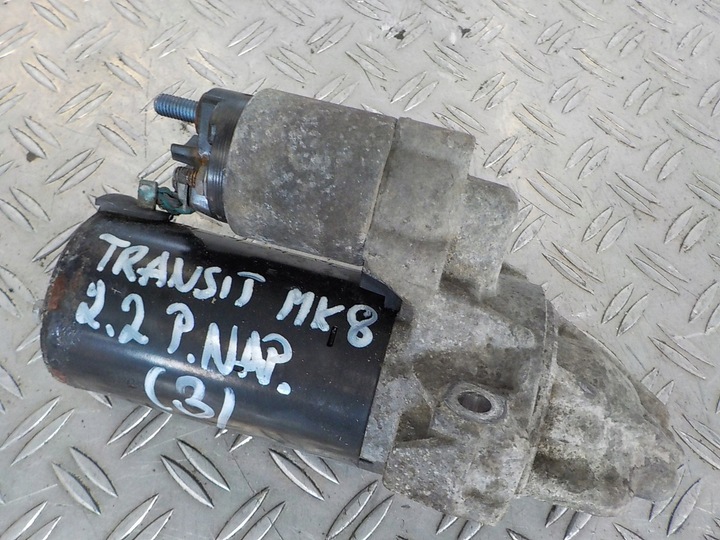 TRANSIT MK8
2.2 P.NAP.
(3)